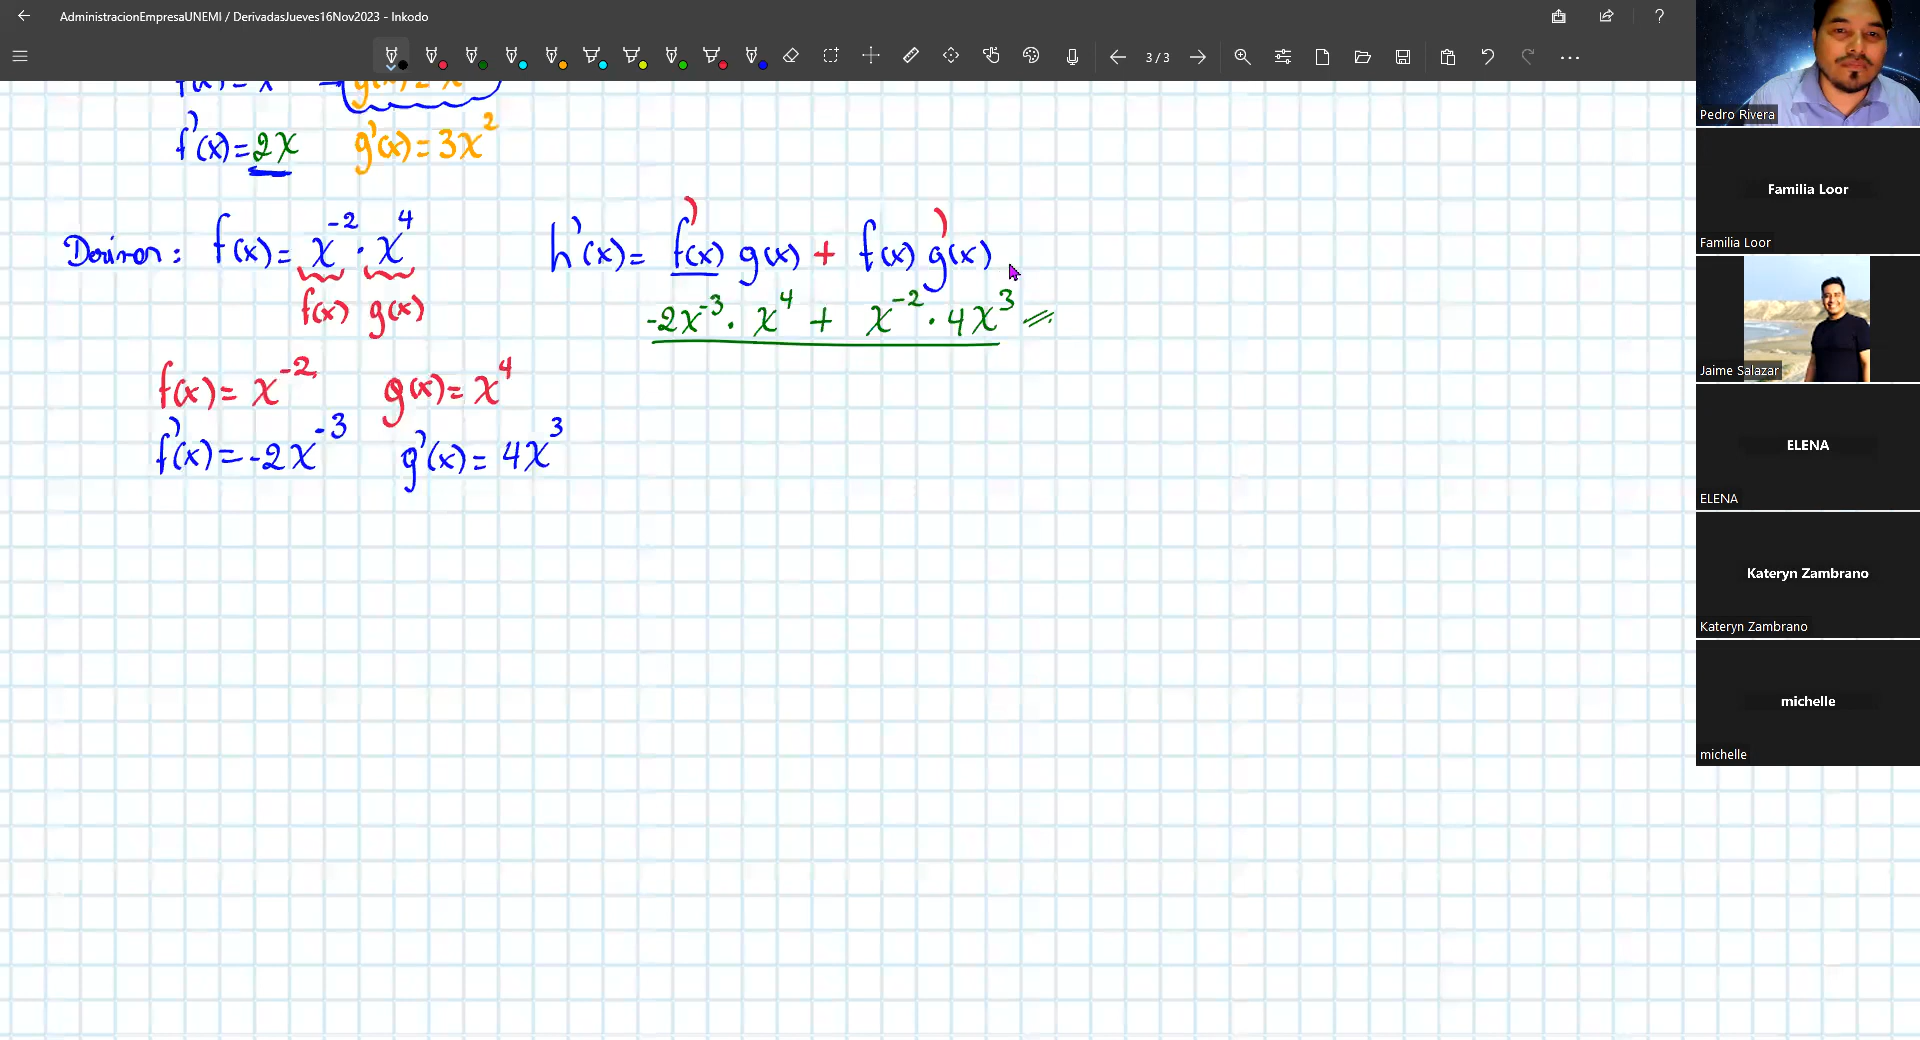 AdministracionEmpresaUNEMI / DerivadasJueves16Nov2023 - Inkodo
3 / 3
f'(x)=2x g'(x)=3x²
Derivar: f(x)= x⁻² · x⁴
f(x) g(x)
h'(x)= f'(x) g(x) + f(x) g'(x)
-2x⁻³ · x⁴ + x⁻² · 4x³
f(x)= x⁻² g(x)= x⁴
f'(x)= -2x⁻³ g'(x)= 4x³
Pedro Rivera
Familia Loor
Familia Loor
Jaime Salazar
ELENA
ELENA
Kateryn Zambrano
Kateryn Zambrano
michelle
michelle